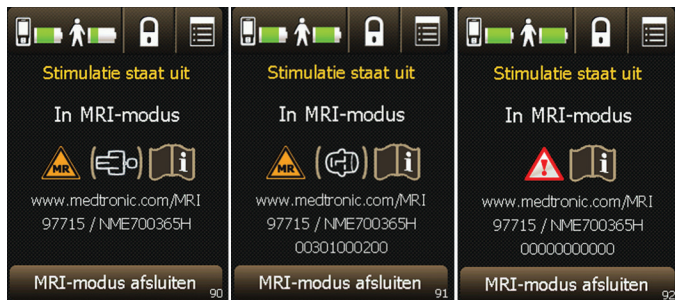 Stimulatie staat uit
In MRI-modus
MR
www.medtronic.com/MRI
97715 / NME700365H
MRI-modus afsluiten
90
Stimulatie staat uit
In MRI-modus
MR
www.medtronic.com/MRI
97715 / NME700365H
00301000200
MRI-modus afsluiten
91
Stimulatie staat uit
In MRI-modus
www.medtronic.com/MRI
97715 / NME700365H
00000000000
MRI-modus afsluiten
92